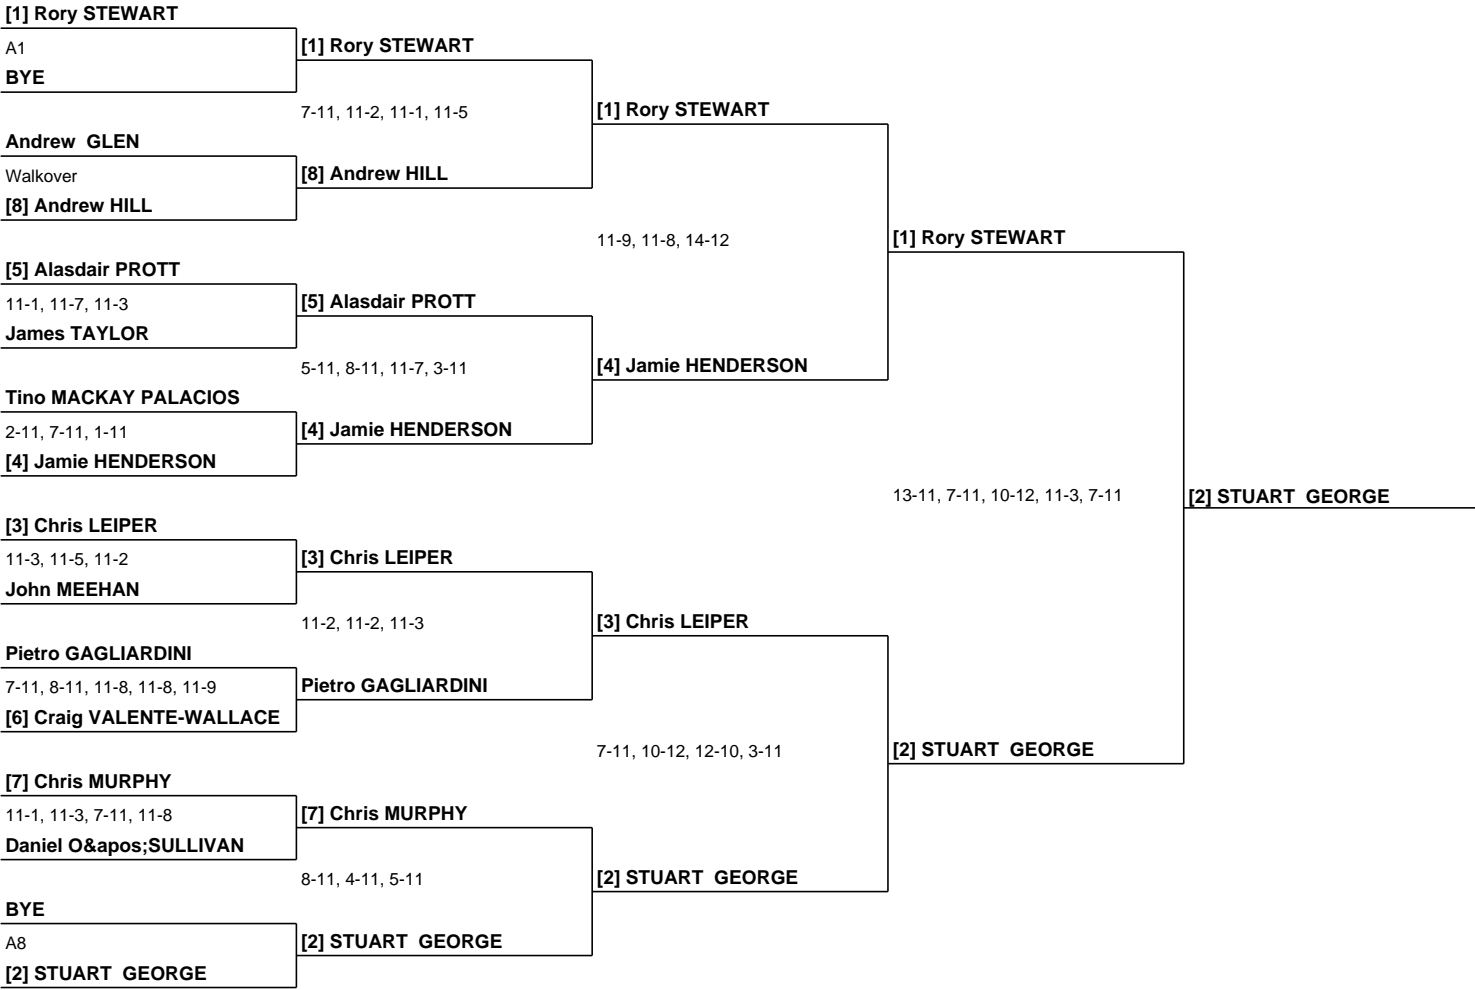 [1] Rory STEWART
A1
BYE
Andrew  GLEN
Walkover
[8] Andrew HILL
[5] Alasdair PROTT
11-1, 11-7, 11-3
James TAYLOR
Tino MACKAY PALACIOS
2-11, 7-11, 1-11
[4] Jamie HENDERSON
[3] Chris LEIPER
11-3, 11-5, 11-2
John MEEHAN
Pietro GAGLIARDINI
7-11, 8-11, 11-8, 11-8, 11-9
[6] Craig VALENTE-WALLACE
[7] Chris MURPHY
11-1, 11-3, 7-11, 11-8
Daniel O&apos;SULLIVAN
BYE
A8
[2] STUART  GEORGE
[1] Rory STEWART
7-11, 11-2, 11-1, 11-5
[8] Andrew HILL
[5] Alasdair PROTT
5-11, 8-11, 11-7, 3-11
[4] Jamie HENDERSON
[3] Chris LEIPER
11-2, 11-2, 11-3
Pietro GAGLIARDINI
[7] Chris MURPHY
8-11, 4-11, 5-11
[2] STUART  GEORGE
[1] Rory STEWART
11-9, 11-8, 14-12
[4] Jamie HENDERSON
[3] Chris LEIPER
7-11, 10-12, 12-10, 3-11
[2] STUART  GEORGE
[1] Rory STEWART
13-11, 7-11, 10-12, 11-3, 7-11
[2] STUART  GEORGE
[2] STUART  GEORGE